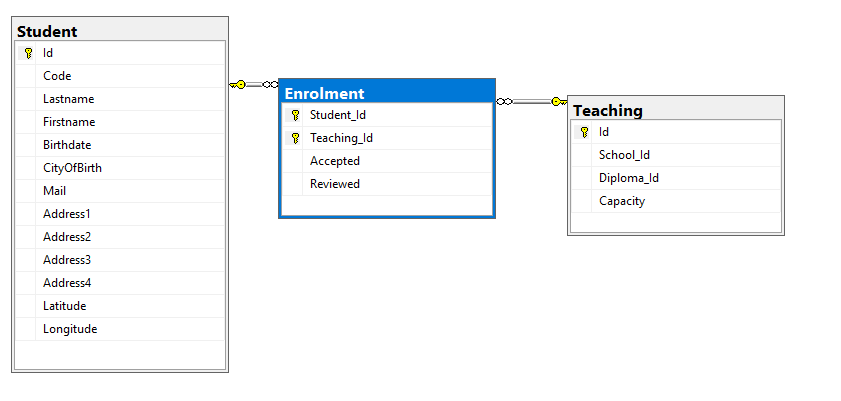 Student
Id
Code
Lastname
Firstname
Birthdate
CityOfBirth
Mail
Address1
Address2
Address3
Address4
Latitude
Longitude
Enrolment
Student_Id
Teaching_Id
Accepted
Reviewed
Teaching
Id
School_Id
Diploma_Id
Capacity